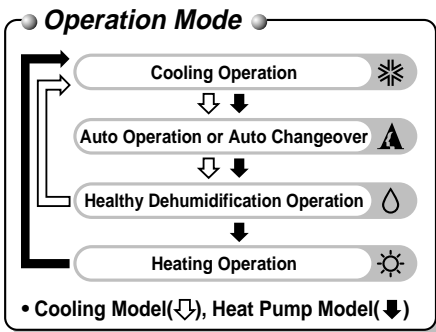 Operation Mode
Cooling Operation
Auto Operation or Auto Changeover
Healthy Dehumidification Operation
Heating Operation
• Cooling Model(⇩), Heat Pump Model(⬇)